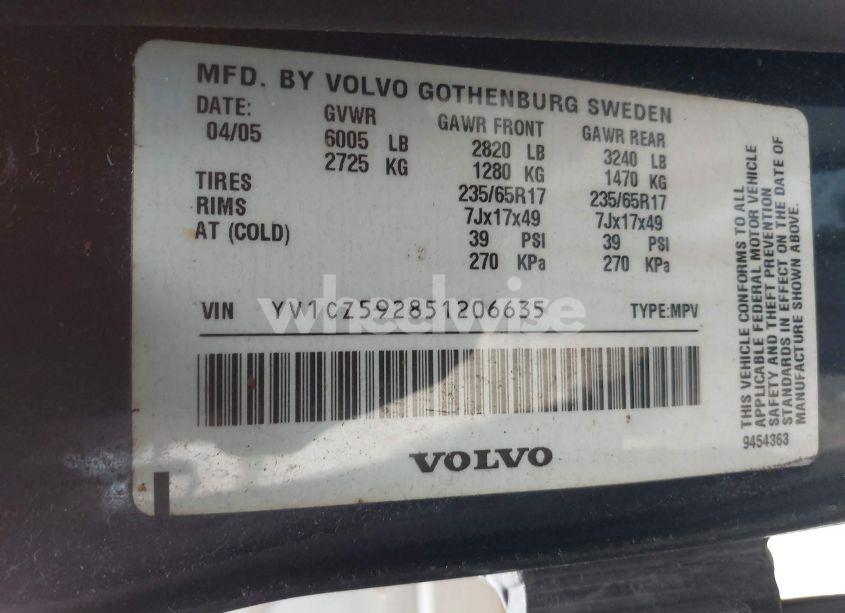 MFD. BY VOLVO GOTHENBURG SWEDEN
DATE: GVWR GAWR FRONT GAWR REAR
04/05 6005 LB 2820 LB 3240 LB
2725 KG 1280 KG 1470 KG
TIRES 235/65R17 235/65R17
RIMS 7Jx17x49 7Jx17x49
AT (COLD) 39 PSI 39 PSI
270 KPa 270 KPa
VIN YV1CZ592851206635 TYPE:MPV
wheelwise
VOLVO
THIS VEHICLE CONFORMS TO ALL
APPLICABLE FEDERAL MOTOR VEHICLE
SAFETY AND THEFT PREVENTION
STANDARDS IN EFFECT ON THE DATE OF
MANUFACTURE SHOWN ABOVE.
9454363